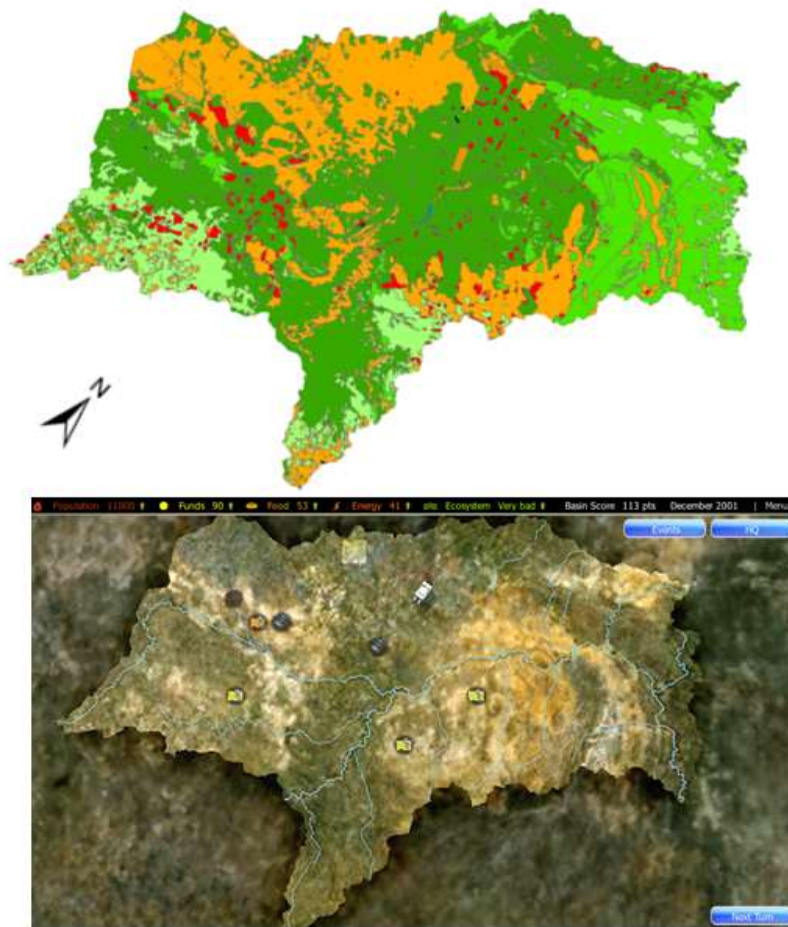 N
Population 11000 Funds 90 Food 53 Energy 41 pts Ecosystem Very bad Basin Score 113 pts December 2001 | Menu
Events HQ
Next Turn